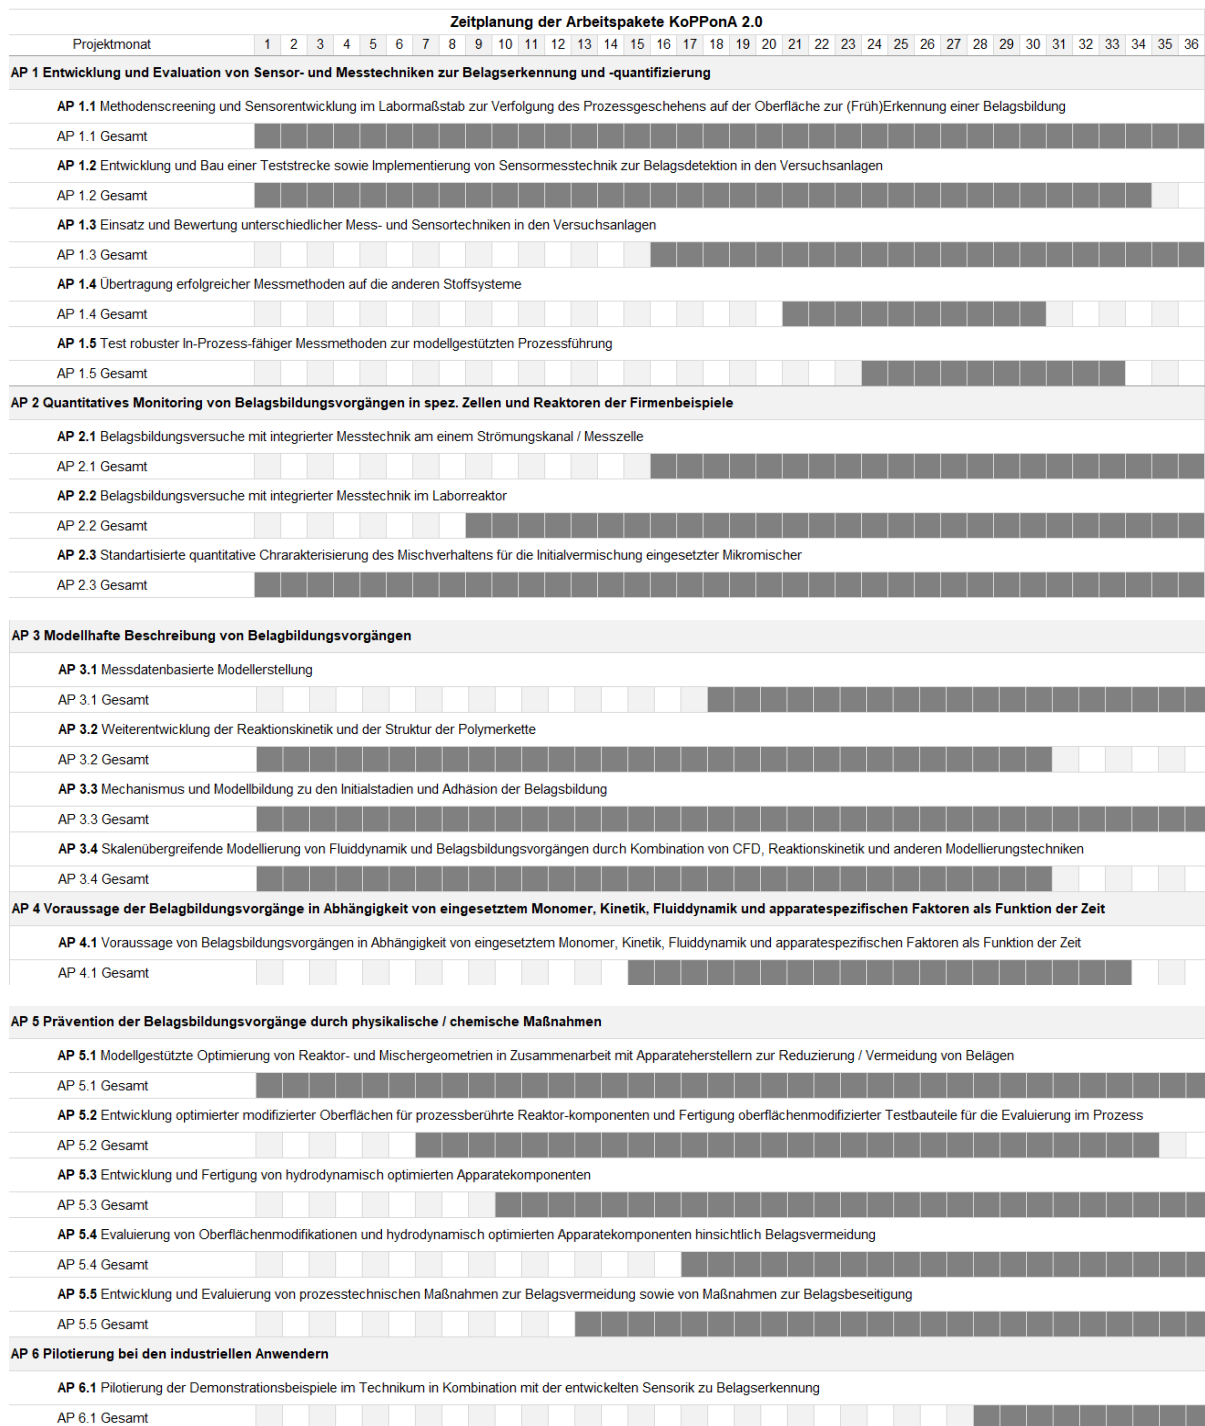 Zeitplanung der Arbeitspakete KoPPonA 2.0
Projektmonat 1 2 3 4 5 6 7 8 9 10 11 12 13 14 15 16 17 18 19 20 21 22 23 24 25 26 27 28 29 30 31 32 33 34 35 36
AP 1 Entwicklung und Evaluation von Sensor- und Messtechniken zur Belagserkennung und -quantifizierung
AP 1.1 Methodenscreening und Sensorentwicklung im Labormaßstab zur Verfolgung des Prozessgeschehens auf der Oberfläche zur (Früh)Erkennung einer Belagsbildung
AP 1.1 Gesamt
AP 1.2 Entwicklung und Bau einer Teststrecke sowie Implementierung von Sensormesstechnik zur Belagsdetektion in den Versuchsanlagen
AP 1.2 Gesamt
AP 1.3 Einsatz und Bewertung unterschiedlicher Mess- und Sensortechniken in den Versuchsanlagen
AP 1.3 Gesamt
AP 1.4 Übertragung erfolgreicher Messmethoden auf die anderen Stoffsysteme
AP 1.4 Gesamt
AP 1.5 Test robuster In-Prozess-fähiger Messmethoden zur modellgestützten Prozessführung
AP 1.5 Gesamt
AP 2 Quantitatives Monitoring von Belagsbildungsvorgängen in spez. Zellen und Reaktoren der Firmenbeispiele
AP 2.1 Belagsbildungsversuche mit integrierter Messtechnik am einem Strömungskanal / Messzelle
AP 2.1 Gesamt
AP 2.2 Belagsbildungsversuche mit integrierter Messtechnik im Laborreaktor
AP 2.2 Gesamt
AP 2.3 Standartisierte quantitative Chrarakterisierung des Mischverhaltens für die Initialvermischung eingesetzter Mikromischer
AP 2.3 Gesamt
AP 3 Modellhafte Beschreibung von Belagbildungsvorgängen
AP 3.1 Messdatenbasierte Modellerstellung
AP 3.1 Gesamt
AP 3.2 Weiterentwicklung der Reaktionskinetik und der Struktur der Polymerkette
AP 3.2 Gesamt
AP 3.3 Mechanismus und Modellbildung zu den Initialstadien und Adhäsion der Belagsbildung
AP 3.3 Gesamt
AP 3.4 Skalenübergreifende Modellierung von Fluiddynamik und Belagsbildungsvorgängen durch Kombination von CFD, Reaktionskinetik und anderen Modellierungstechniken
AP 3.4 Gesamt
AP 4 Voraussage der Belagbildungsvorgänge in Abhängigkeit von eingesetztem Monomer, Kinetik, Fluiddynamik und apparatespezifischen Faktoren als Funktion der Zeit
AP 4.1 Voraussage von Belagsbildungsvorgängen in Abhängigkeit von eingesetztem Monomer, Kinetik, Fluiddynamik und apparatespezifischen Faktoren als Funktion der Zeit
AP 4.1 Gesamt
AP 5 Prävention der Belagsbildungsvorgänge durch physikalische / chemische Maßnahmen
AP 5.1 Modellgestützte Optimierung von Reaktor- und Mischergeometrien in Zusammenarbeit mit Apparateherstellern zur Reduzierung / Vermeidung von Belägen
AP 5.1 Gesamt
AP 5.2 Entwicklung optimierter modifizierter Oberflächen für prozessberührte Reaktor-komponenten und Fertigung oberflächenmodifizierter Testbauteile für die Evaluierung im Prozess
AP 5.2 Gesamt
AP 5.3 Entwicklung und Fertigung von hydrodynamisch optimierten Apparatekomponenten
AP 5.3 Gesamt
AP 5.4 Evaluierung von Oberflächenmodifikationen und hydrodynamisch optimierten Apparatekomponenten hinsichtlich Belagsvermeidung
AP 5.4 Gesamt
AP 5.5 Entwicklung und Evaluierung von prozesstechnischen Maßnahmen zur Belagsvermeidung sowie von Maßnahmen zur Belagsbeseitigung
AP 5.5 Gesamt
AP 6 Pilotierung bei den industriellen Anwendern
AP 6.1 Pilotierung der Demonstrationsbeispiele im Technikum in Kombination mit der entwickelten Sensorik zu Belagserkennung
AP 6.1 Gesamt